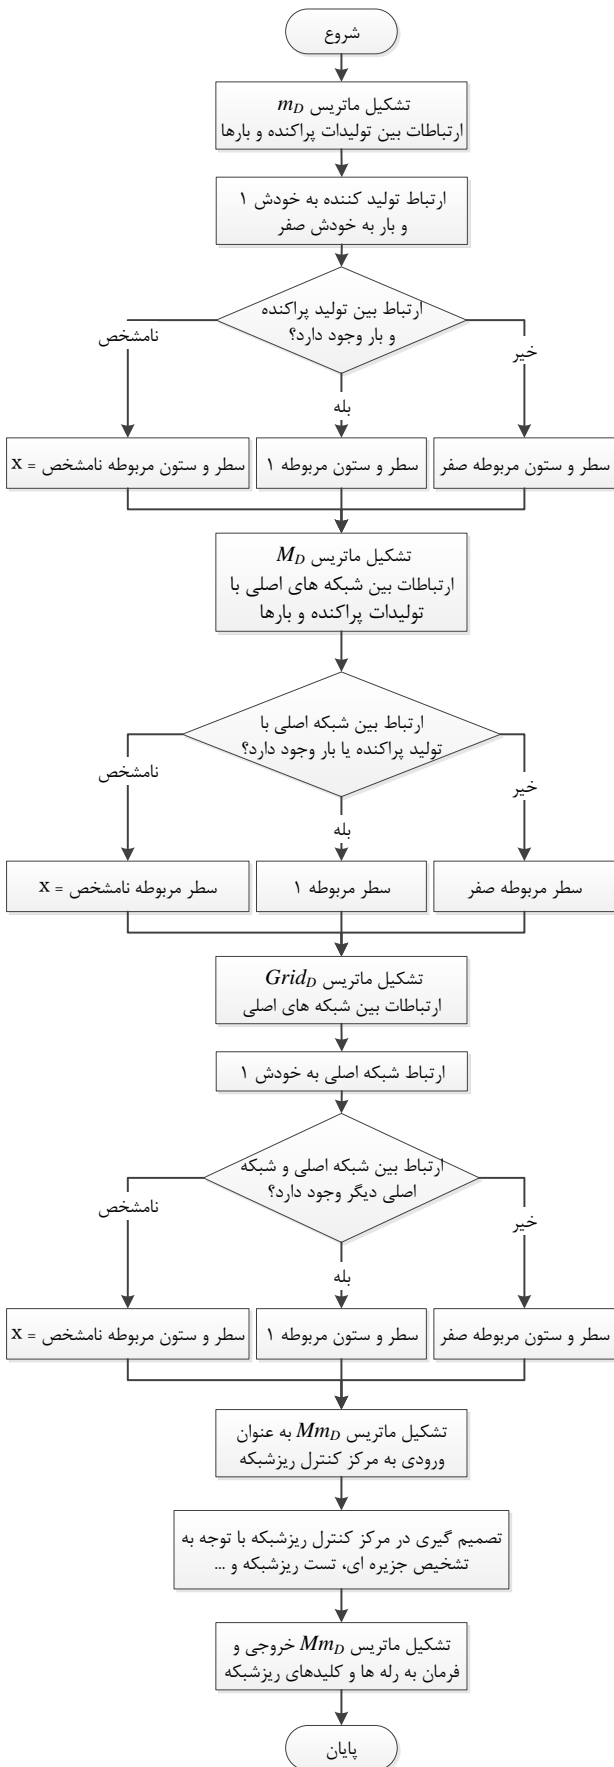 شروع
تشکیل ماتریس m_D
ارتباطات بین تولیدات پراکنده و بارها
ارتباط تولید کننده به خودش ۱
و بار به خودش صفر
ارتباط بین تولید پراکنده
و بار وجود دارد؟
نامشخص
خیر
بله
سطر و ستون مربوطه نامشخص = x
سطر و ستون مربوطه ۱
سطر و ستون مربوطه صفر
تشکیل ماتریس M_D
ارتباطات بین شبکه های اصلی با
تولیدات پراکنده و بارها
ارتباط بین شبکه اصلی با
تولید پراکنده یا بار وجود دارد؟
نامشخص
خیر
بله
سطر مربوطه نامشخص = x
سطر مربوطه ۱
سطر مربوطه صفر
تشکیل ماتریس Grid_D
ارتباطات بین شبکه های اصلی
ارتباط شبکه اصلی به خودش ۱
ارتباط بین شبکه اصلی و شبکه
اصلی دیگر وجود دارد؟
نامشخص
خیر
بله
سطر و ستون مربوطه نامشخص = x
سطر و ستون مربوطه ۱
سطر و ستون مربوطه صفر
تشکیل ماتریس Mm_D به عنوان
ورودی به مرکز کنترل ریزشبکه
تصمیم گیری در مرکز کنترل ریزشبکه با توجه به
تشخیص جزیره ای، تست ریزشبکه و ...
تشکیل ماتریس Mm_D خروجی و
فرمان به رله ها و کلیدهای ریزشبکه
پایان